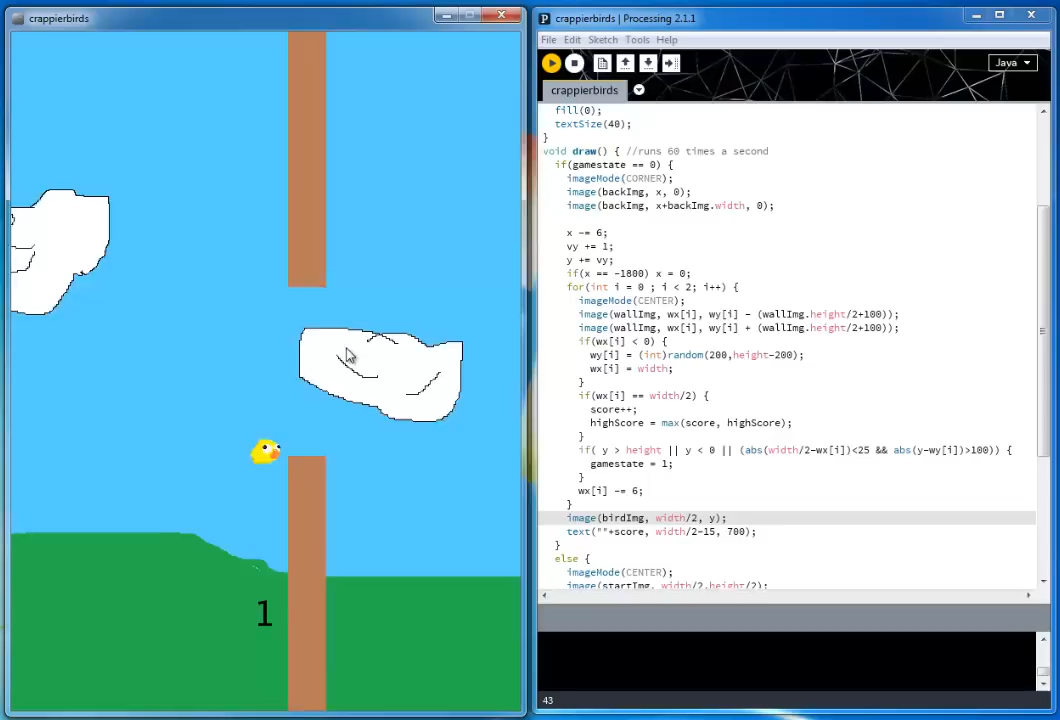 crappierbirds
1
crappierbirds | Processing 2.1.1
File Edit Sketch Tools Help
Java
crappierbirds
fill(0);
textSize(40);
}
void draw() { //runs 60 times a second
if(gamestate == 0) {
imageMode(CORNER);
image(backImg, x, 0);
image(backImg, x+backImg.width, 0);
x -= 6;
vy += 1;
y += vy;
if(x == -1800) x = 0;
for(int i = 0 ; i < 2; i++) {
imageMode(CENTER);
image(wallImg, wx[i], wy[i] - (wallImg.height/2+100));
image(wallImg, wx[i], wy[i] + (wallImg.height/2+100));
if(wx[i] < 0) {
wy[i] = (int)random(200,height-200);
wx[i] = width;
}
if(wx[i] == width/2) {
score++;
highScore = max(score, highScore);
}
if( y > height || y < 0 || (abs(width/2-wx[i])<25 && abs(y-wy[i])>100)) {
gamestate = 1;
}
wx[i] -= 6;
}
image(birdImg, width/2, y);
text(""+score, width/2-15, 700);
}
else {
imageMode(CENTER);
image(startImg, width/2,height/2);
43